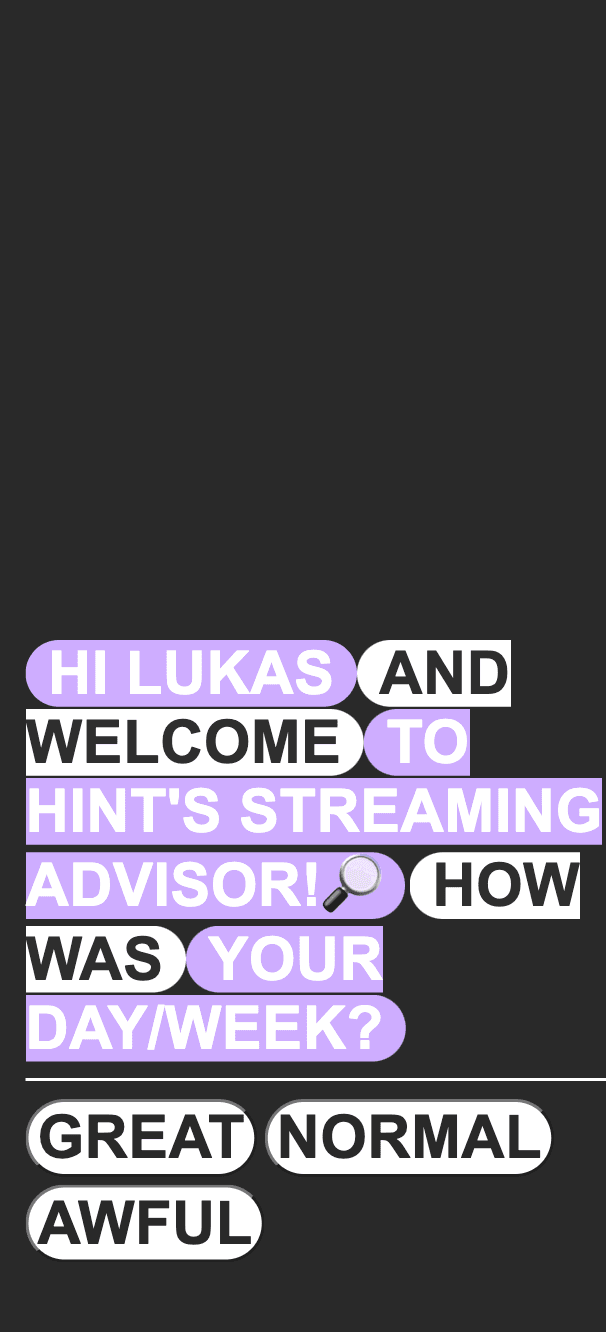 HI LUKAS AND
WELCOME TO
HINT'S STREAMING
ADVISOR!🔎 HOW
WAS YOUR
DAY/WEEK?
GREAT NORMAL
AWFUL